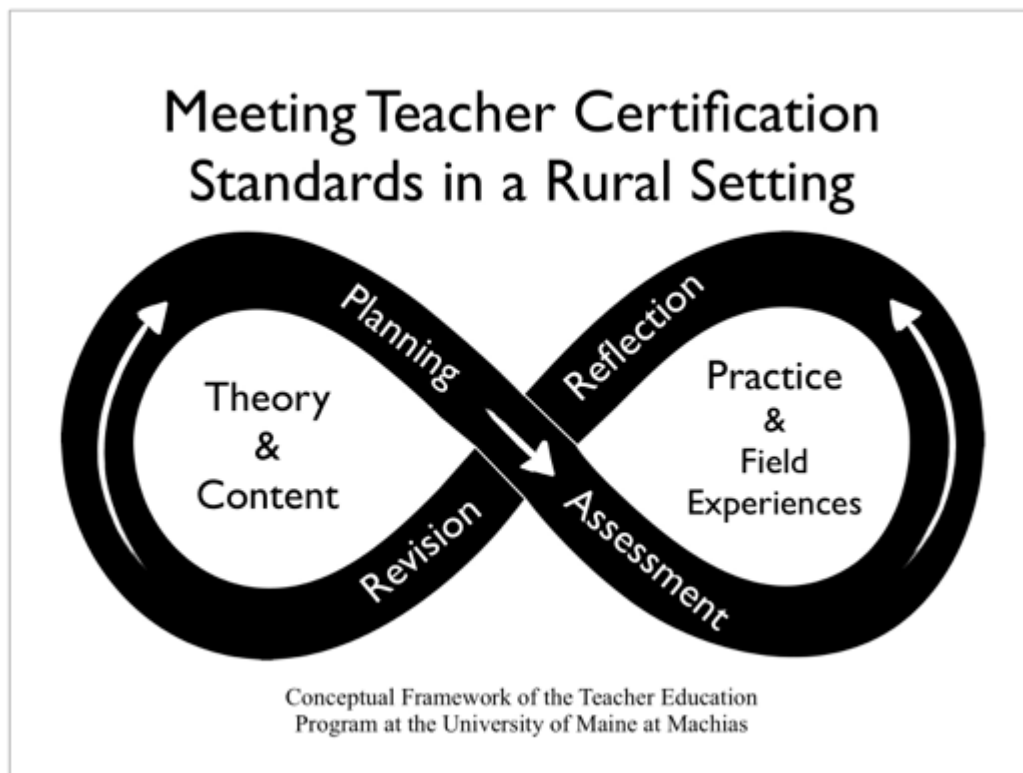 Meeting Teacher Certification
Standards in a Rural Setting
Planning
Reflection
Theory
&
Content
Practice
&
Field
Experiences
Revision
Assessment
Conceptual Framework of the Teacher Education
Program at the University of Maine at Machias